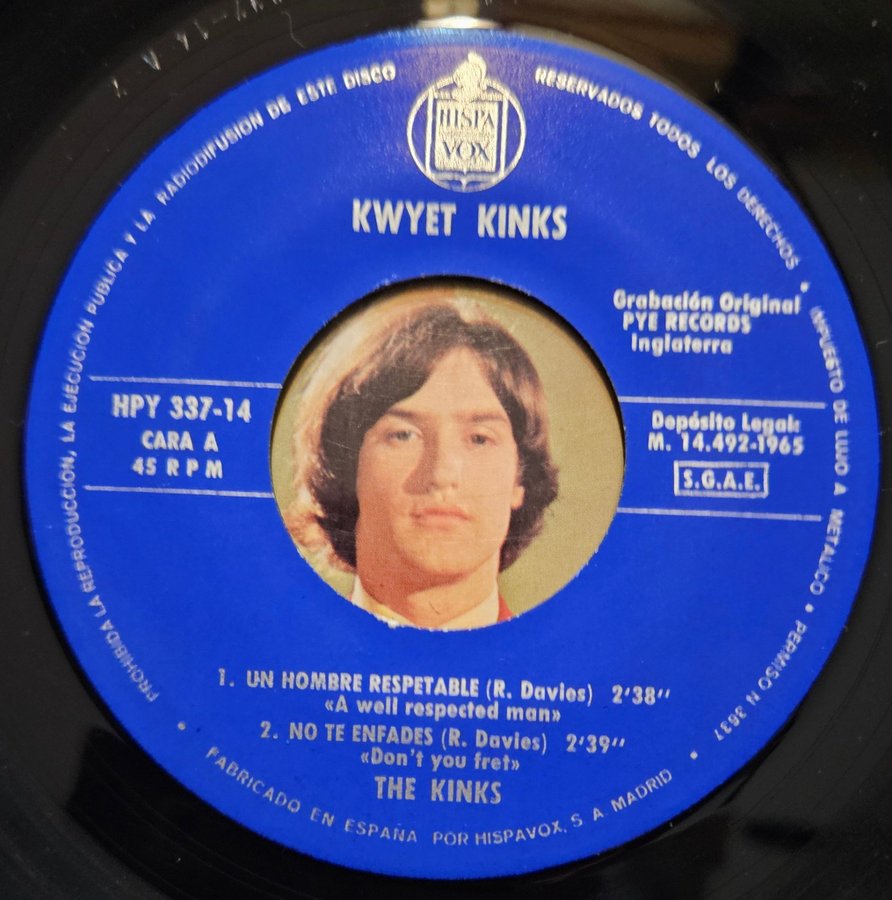 HISPA
VOX
KWYET KINKS
Grabación Original
PYE RECORDS
Inglaterra
HPY 337-14
CARA A
45 R P M
Depósito Legal:
M. 14.492-1965
S.G.A.E.
1. UN HOMBRE RESPETABLE (R. Davies) 2'38''
«A well respected man»
2. NO TE ENFADES (R. Davies) 2'39''
«Don't you fret»
THE KINKS
PROHIBIDA LA REPRODUCCIÓN, LA EJECUCIÓN PUBLICA Y LA RADIODIFUSION DE ESTE DISCO
RESERVADOS TODOS LOS DERECHOS • IMPUESTO DE LUJO A METALICO • PERMISO N 3637
• FABRICADO EN ESPAÑA POR HISPAVOX, S A MADRID •